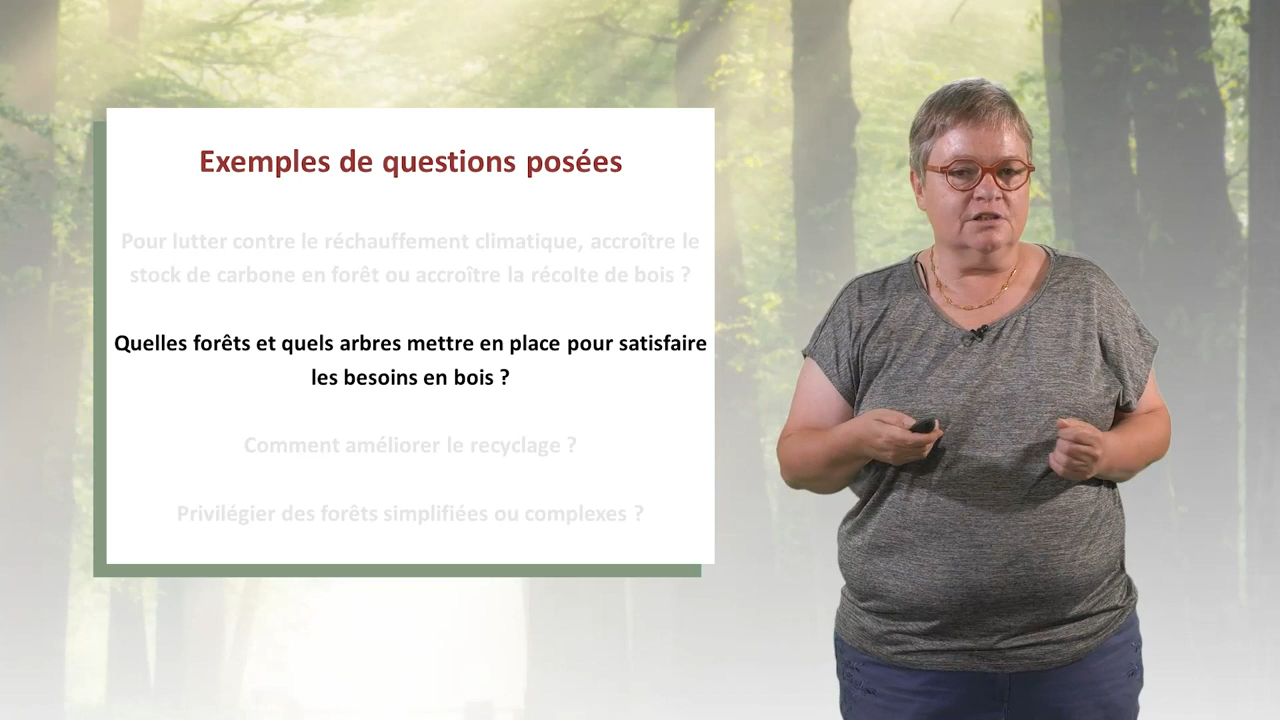 Exemples de questions posées
Pour lutter contre le réchauffement climatique, accroître le
stock de carbone en forêt ou accroître la récolte de bois ?
Quelles forêts et quels arbres mettre en place pour satisfaire
les besoins en bois ?
Comment améliorer le recyclage ?
Privilégier des forêts simplifiées ou complexes ?